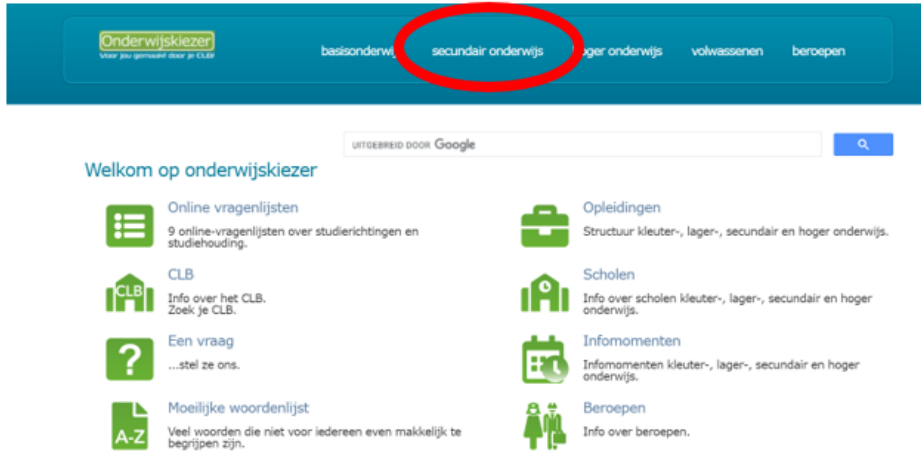 Onderwijskiezer
Voor jou gemaakt door je CLB!
basisonderwij
secundair onderwijs
hoger onderwijs
volwassenen
beroepen
UITGEBREID DOOR Google
Welkom op onderwijskiezer
Online vragenlijsten
9 online-vragenlijsten over studierichtingen en
studiehouding.
Opleidingen
Structuur kleuter-, lager-, secundair en hoger onderwijs.
CLB
CLB
Info over het CLB.
Zoek je CLB.
Scholen
Info over scholen kleuter-, lager-, secundair en hoger
onderwijs.
?
Een vraag
...stel ze ons.
Infomomenten
Infomomenten kleuter-, lager-, secundair en hoger
onderwijs.
A-Z
Moeilijke woordenlijst
Veel woorden die niet voor iedereen even makkelijk te
begrijpen zijn.
Beroepen
Info over beroepen.